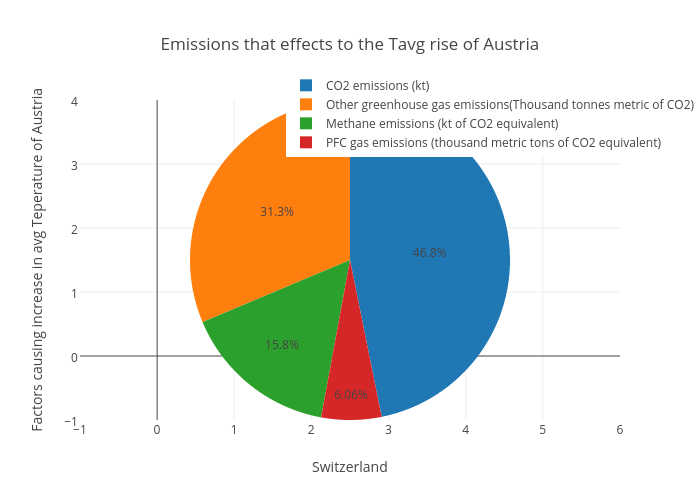 Emissions that effects to the Tavg rise of Austria
CO2 emissions (kt)
Other greenhouse gas emissions(Thousand tonnes metric of CO2)
Methane emissions (kt of CO2 equivalent)
PFC gas emissions (thousand metric tons of CO2 equivalent)
Factors causing increase in avg Teperature of Austria
4
3
2
1
0
−1
31.3%
46.8%
15.8%
6.06%
−1 0 1 2 3 4 5 6
Switzerland